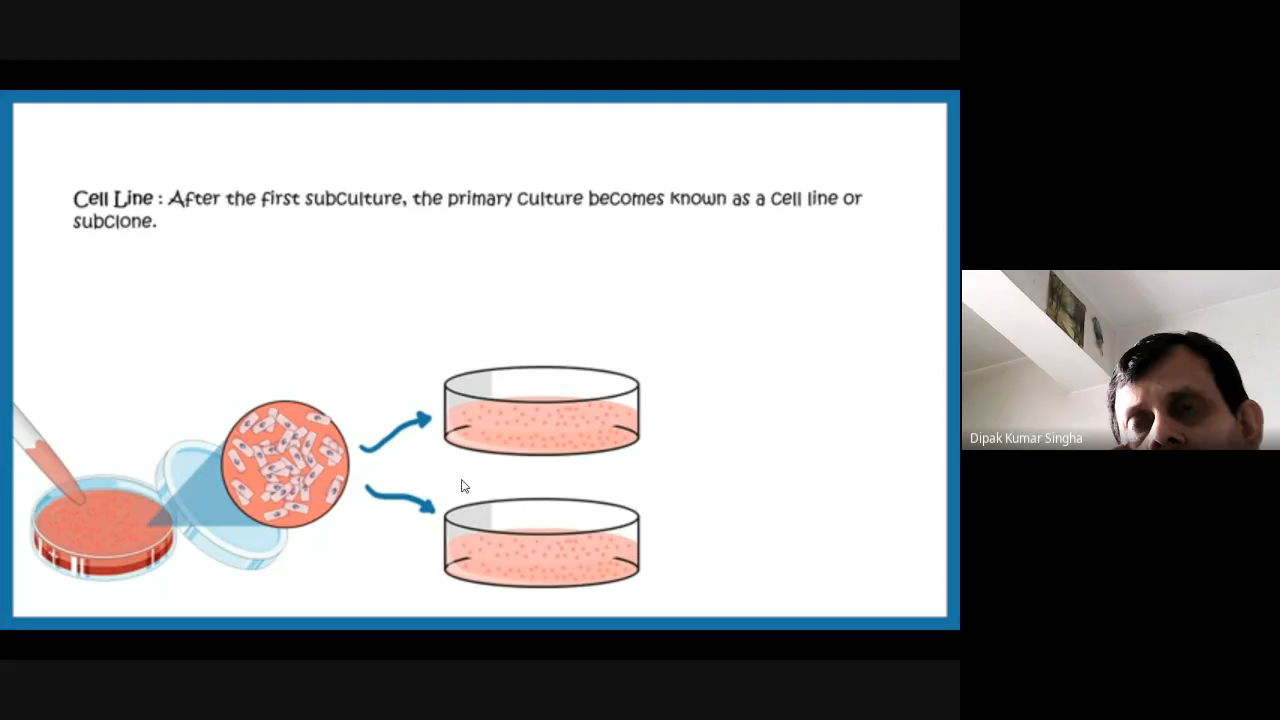 Cell Line : After the first subculture, the primary culture becomes known as a cell line or
subclone.
Dipak Kumar Singha